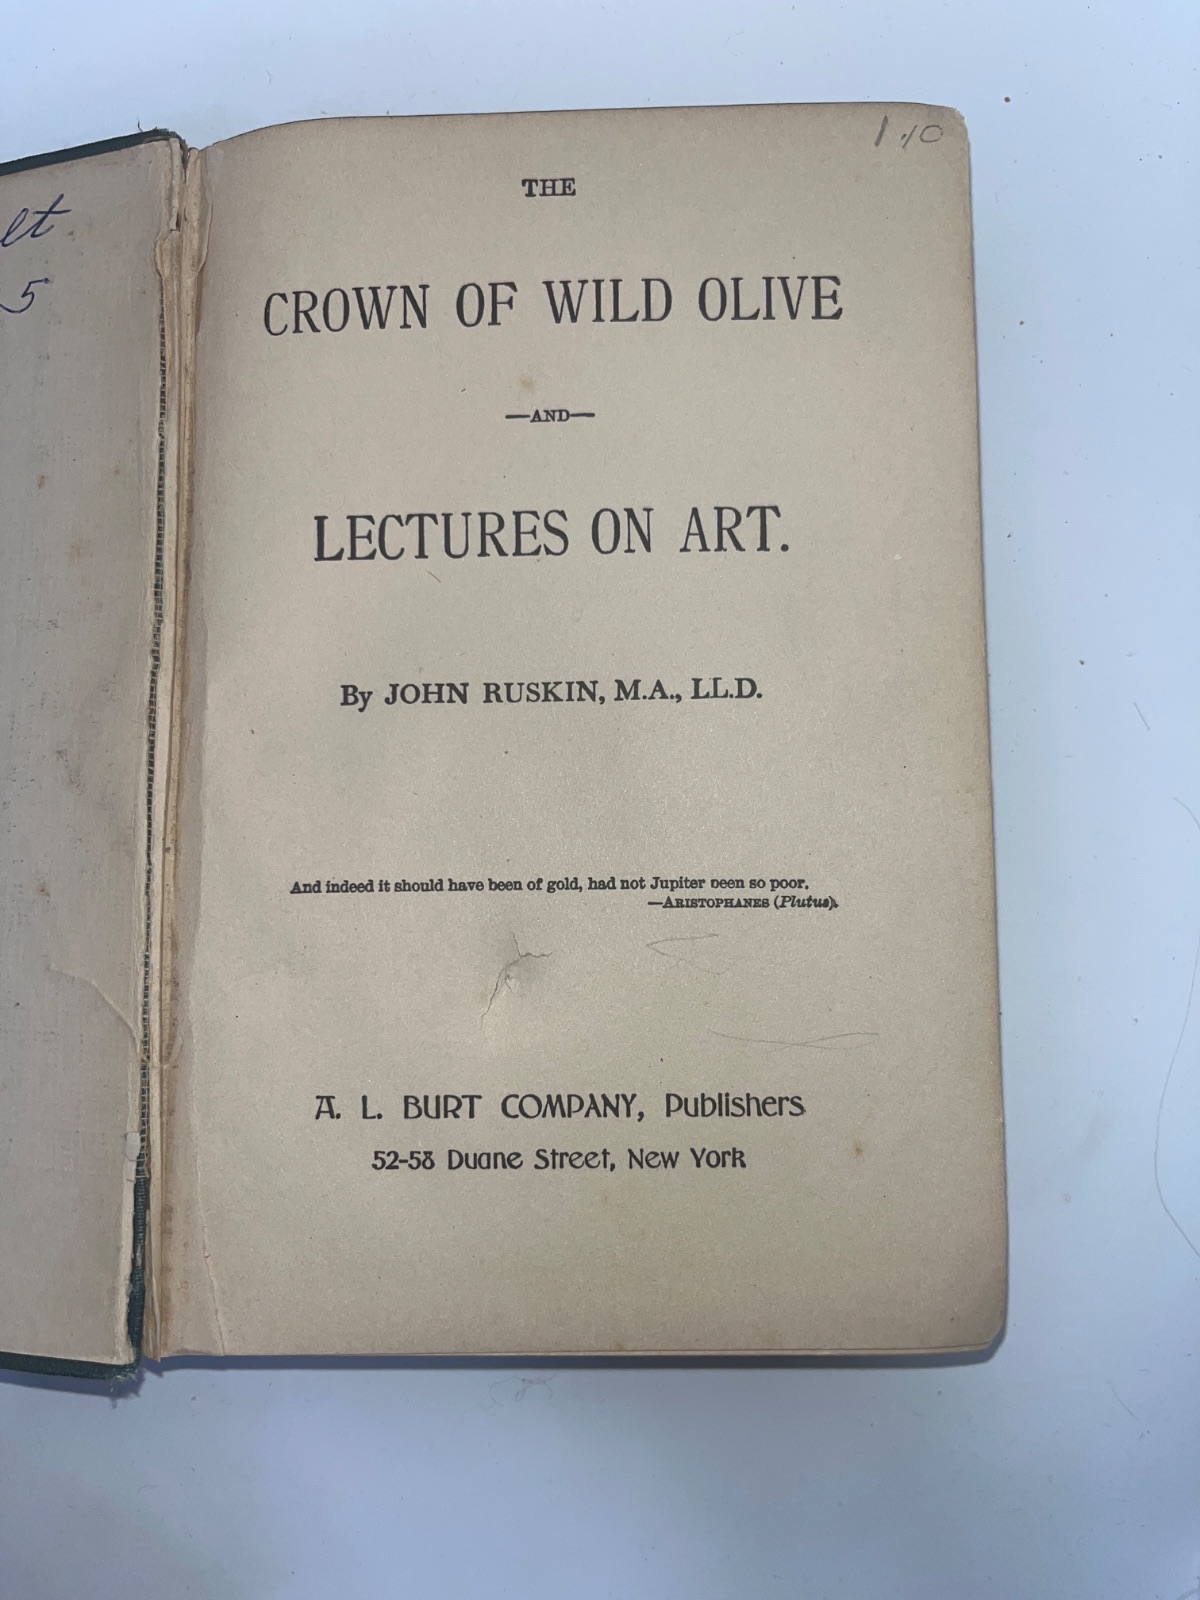 1.10
THE
CROWN OF WILD OLIVE
—AND—
LECTURES ON ART.
By JOHN RUSKIN, M.A., LL.D.
And indeed it should have been of gold, had not Jupiter been so poor.
—ARISTOPHANES (Plutus).
A. L. BURT COMPANY, Publishers
52-58 Duane Street, New York
5